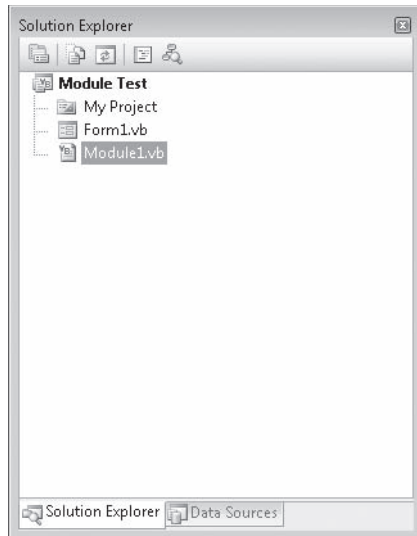 Solution Explorer
Module Test
My Project
Form1.vb
Module1.vb
Solution Explorer Data Sources